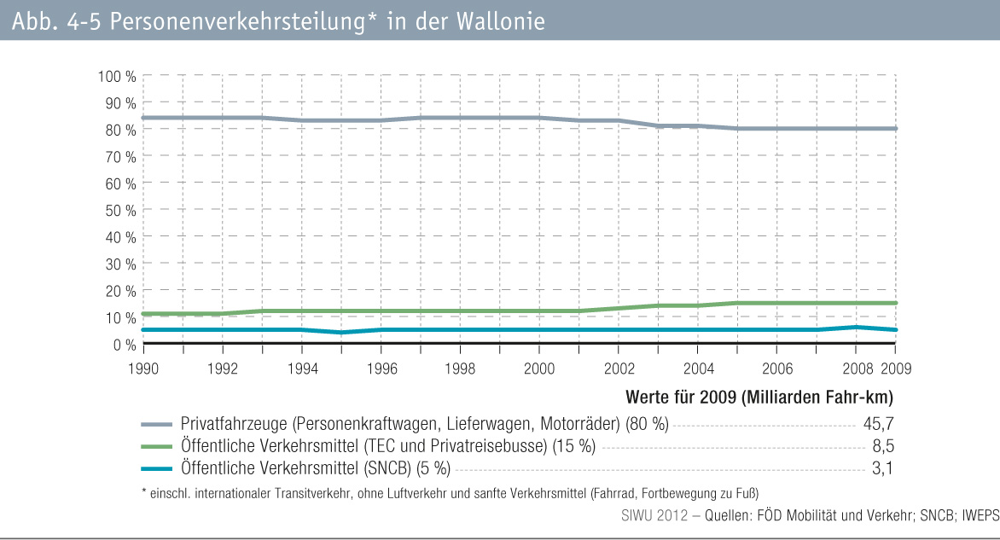 Abb. 4-5 Personenverkehrsteilung* in der Wallonie
100 %
90 %
80 %
70 %
60 %
50 %
40 %
30 %
20 %
10 %
0 %
1990 1992 1994 1996 1998 2000 2002 2004 2006 2008 2009
Werte für 2009 (Milliarden Fahr-km)
Privatfahrzeuge (Personenkraftwagen, Lieferwagen, Motorräder) (80 %) 45,7
Öffentliche Verkehrsmittel (TEC und Privatreisebusse) (15 %) 8,5
Öffentliche Verkehrsmittel (SNCB) (5 %) 3,1
* einschl. internationaler Transitverkehr, ohne Luftverkehr und sanfte Verkehrsmittel (Fahrrad, Fortbewegung zu Fuß)
SIWU 2012 – Quellen: FÖD Mobilität und Verkehr; SNCB; IWEPS